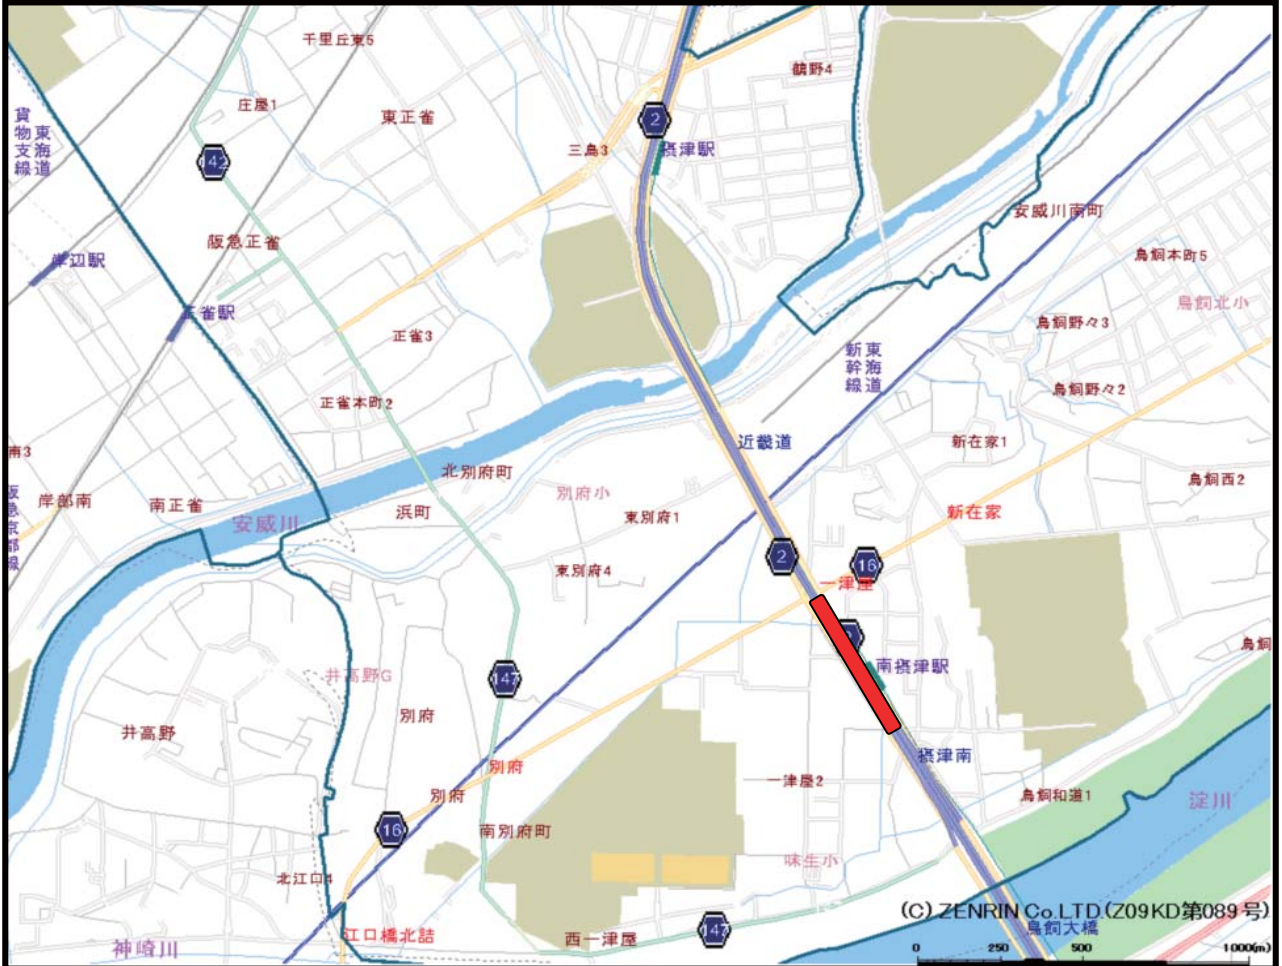 千里丘東5
鶴野4
庄屋1
東正雀
貨物支線
東海道
2
三島3
摂津駅
142
安威川南町
阪急正雀
鳥飼本町5
岸辺駅
鳥飼北小
正雀駅
鳥飼野々3
正雀3
新幹線
東海道
鳥飼野々2
正雀本町2
近畿道
新在家1
南3
北別府町
鳥飼西2
岸部南
南正雀
別府小
浜町
新在家
安威川
東別府1
阪急京都線
2
16
東別府4
一津屋
鳥飼
南摂津駅
井高野G
147
別府
井高野
摂津南
別府
一津屋2
鳥飼和道1
別府
淀川
16
南別府町
味生小
北江口4
(C) ZENRIN Co.LTD.(Z09KD第089号)
147
鳥飼大橋
江口橋北詰
西一津屋
神崎川
0 250 500 1000(m)